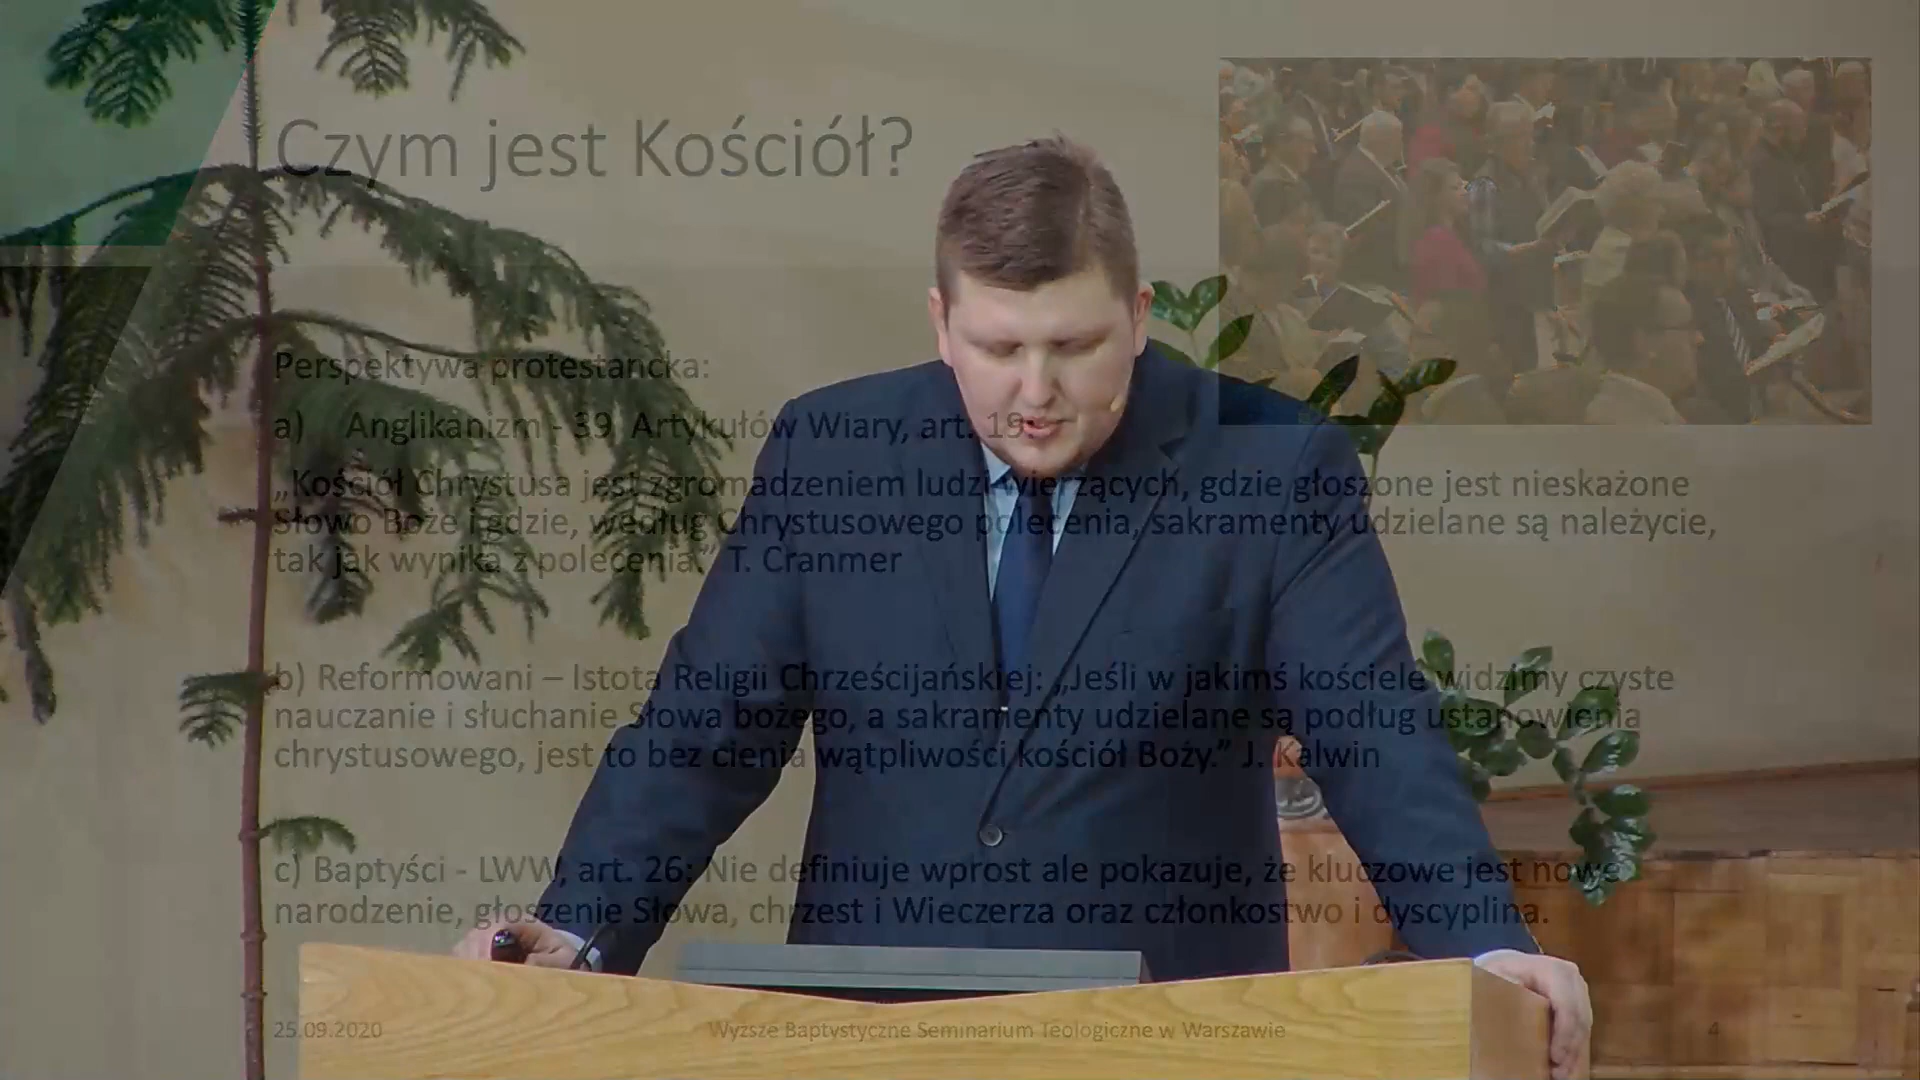 Czym jest Kościół?
Perspektywa protestancka:
a) Anglikanizm - 39 Artykułów Wiary, art. 19
„Kościół Chrystusa jest zgromadzeniem ludzi wierzących, gdzie głoszone jest nieskażone
Słowo Boże i gdzie, według Chrystusowego polecenia, sakramenty udzielane są należycie,
tak jak wynika z polecenia.” T. Cranmer
b) Reformowani – Istota Religii Chrześcijańskiej: „Jeśli w jakimś kościele widzimy czyste
nauczanie i słuchanie Słowa bożego, a sakramenty udzielane są podług ustanowienia
chrystusowego, jest to bez cienia wątpliwości kościół Boży.” J. Kalwin
c) Baptyści - LWW, art. 26: Nie definiuje wprost ale pokazuje, że kluczowe jest nowe
narodzenie, głoszenie Słowa, chrzest i Wieczerza oraz członkostwo i dyscyplina.
25.09.2020 Wyższe Baptystyczne Seminarium Teologiczne w Warszawie 4